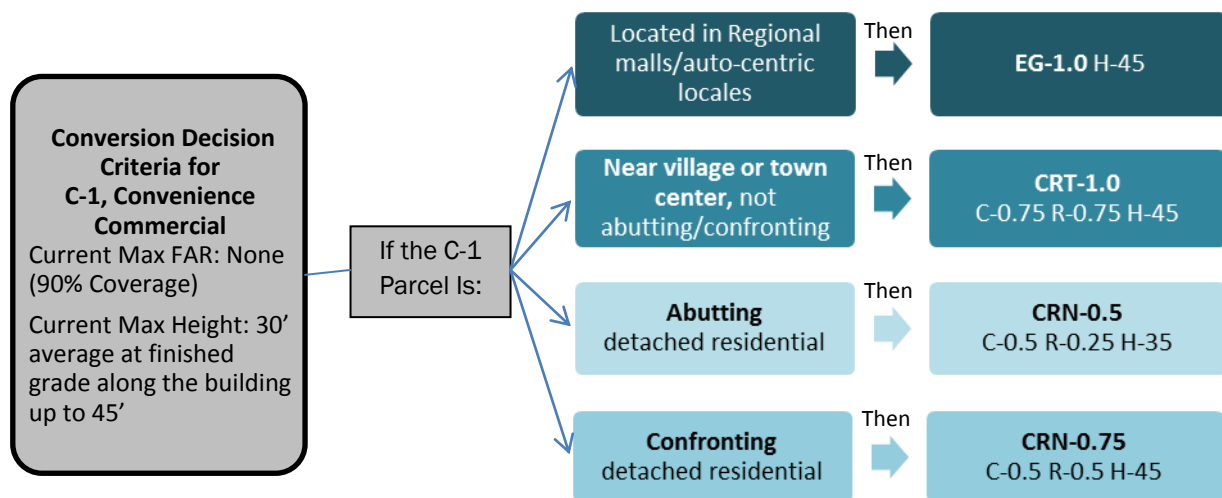 Conversion Decision
Criteria for
C-1, Convenience
Commercial
Current Max FAR: None
(90% Coverage)
Current Max Height: 30’
average at finished
grade along the building
up to 45’
If the C-1
Parcel Is:
Located in Regional
malls/auto-centric
locales
Then
EG-1.0 H-45
Near village or town
center, not
abutting/confronting
Then
CRT-1.0
C-0.75 R-0.75 H-45
Abutting
detached residential
Then
CRN-0.5
C-0.5 R-0.25 H-35
Confronting
detached residential
Then
CRN-0.75
C-0.5 R-0.5 H-45